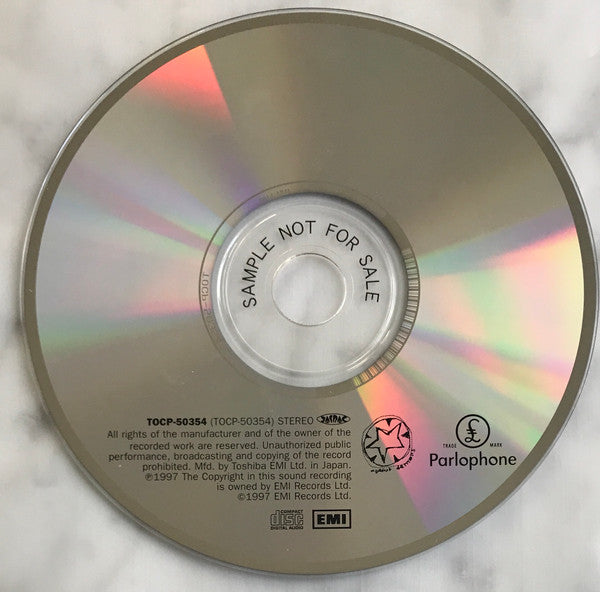 SAMPLE NOT FOR SALE
TOCP-50354 (TOCP-50354) STEREO
All rights of the manufacturer and of the owner of the
recorded work are reserved. Unauthorized public
performance, broadcasting and copying of the record
prohibited. Mfd. by Toshiba EMI Ltd. in Japan.
℗1997 The Copyright in this sound recording
is owned by EMI Records Ltd.
©1997 EMI Records Ltd.
COMPACT
disc
DIGITAL AUDIO
EMI
£
TRADE MARK
Parlophone